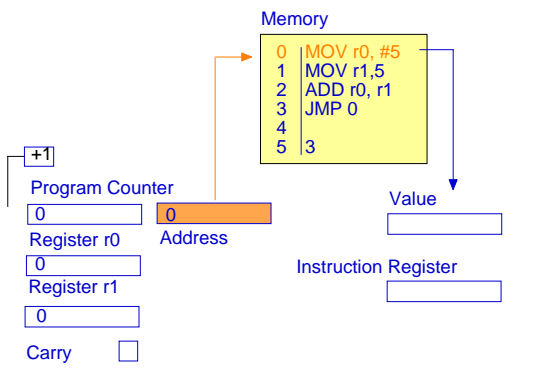 Memory
0 MOV r0, #5
1 MOV r1,5
2 ADD r0, r1
3 JMP 0
4
5 3
+1
Program Counter
0 0
Value
Register r0
Address
0
Instruction Register
Register r1
0
Carry